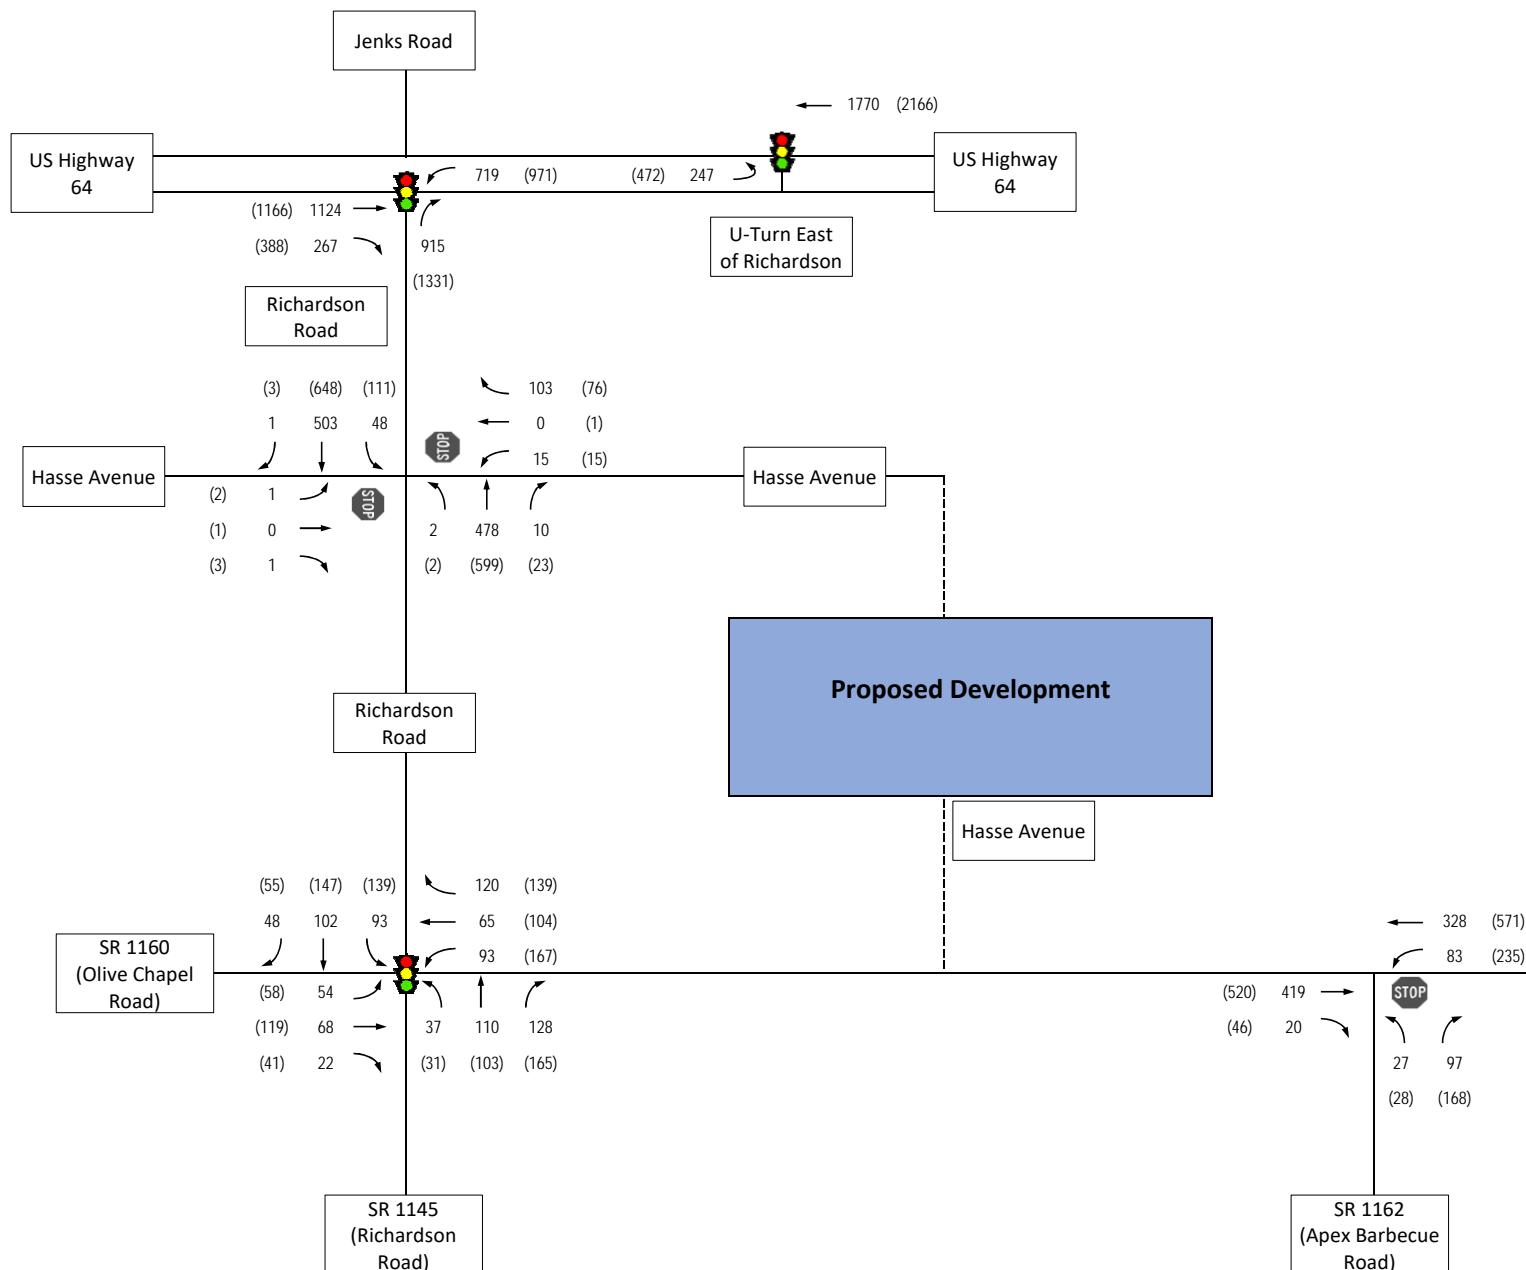 Jenks Road
1770 (2166)
US Highway
64
US Highway
64
719 (971)
(472) 247
(1166) 1124
(388) 267
915
(1331)
U-Turn East
of Richardson
Richardson
Road
(3) (648) (111)
1 503 48
103 (76)
0 (1)
15 (15)
STOP
Hasse Avenue
Hasse Avenue
STOP
(2) 1
(1) 0
(3) 1
2 478 10
(2) (599) (23)
Proposed Development
Richardson
Road
Hasse Avenue
(55) (147) (139)
48 102 93
120 (139)
65 (104)
93 (167)
SR 1160
(Olive Chapel
Road)
(58) 54
(119) 68
(41) 22
37 110 128
(31) (103) (165)
328 (571)
83 (235)
(520) 419
(46) 20
STOP
27 97
(28) (168)
SR 1145
(Richardson
Road)
SR 1162
(Apex Barbecue
Road)